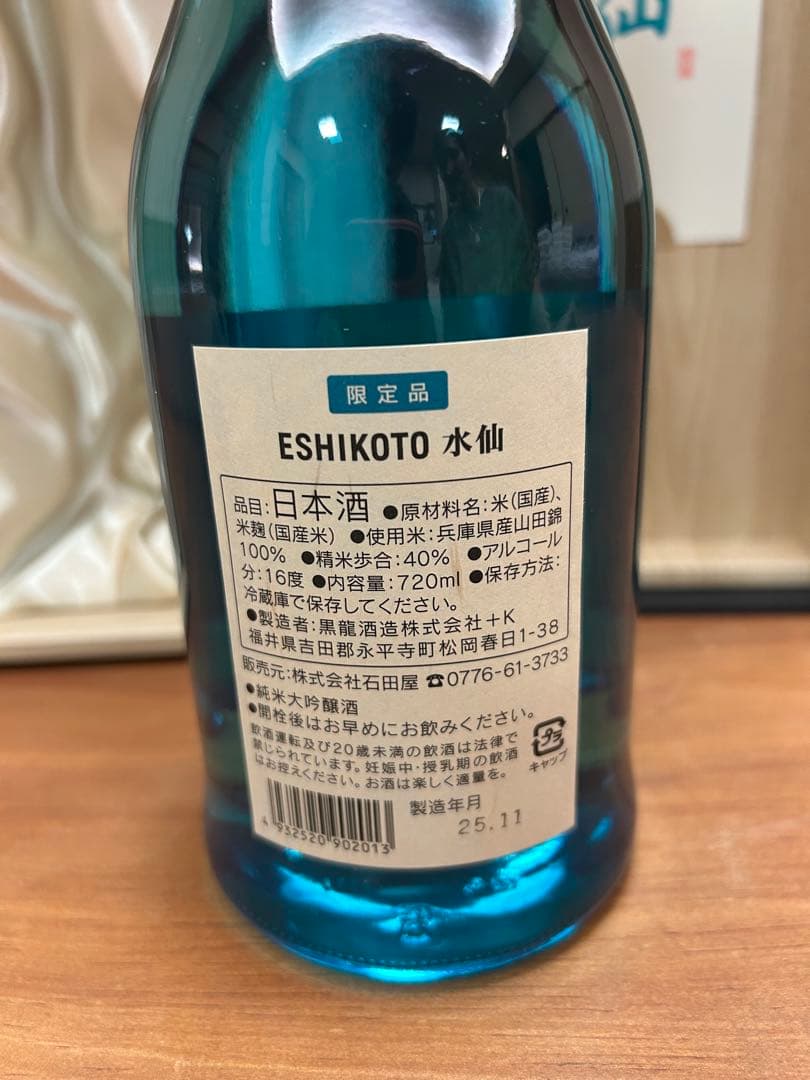 仙
限定品
ESHIKOTO 水仙
品目:日本酒 ●原材料名:米(国産)、
米麹(国産米) ●使用米:兵庫県産山田錦
100% ●精米歩合:40% ●アルコール
分:16度 ●内容量:720ml ●保存方法:
冷蔵庫で保存してください。
●製造者:黒龍酒造株式会社+K
福井県吉田郡永平寺町松岡春日1-38
販売元:株式会社石田屋 ☎0776-61-3733
●純米大吟醸酒
●開栓後はお早めにお飲みください。
飲酒運転及び20歳未満の飲酒は法律で
禁じられています。妊娠中・授乳期の飲酒
はお控えください。お酒は楽しく適量を。
プラ
キャップ
製造年月
25.11
4932520902013